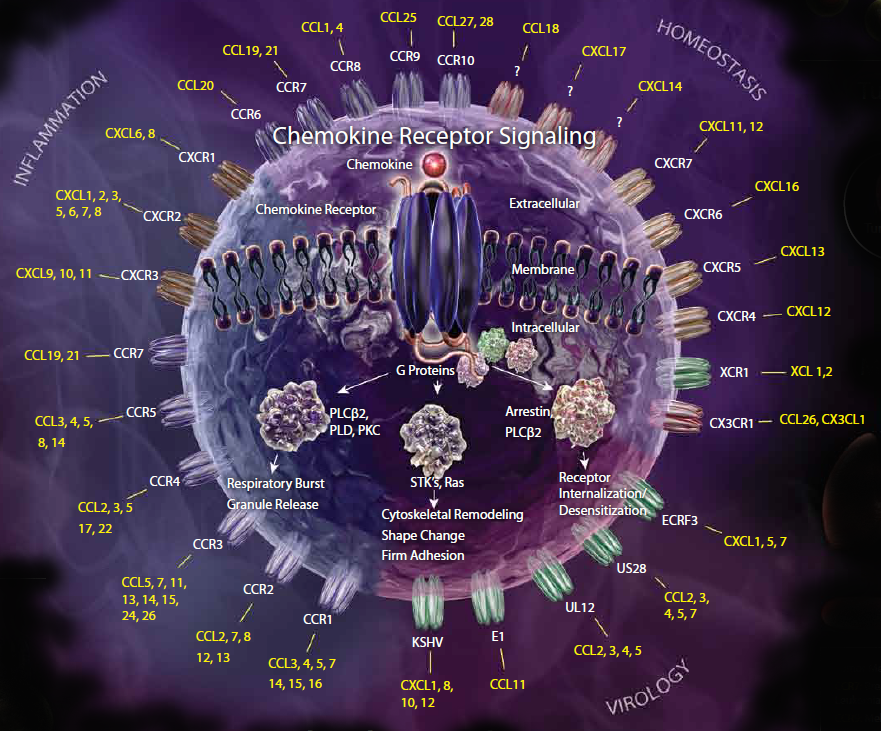 INFLAMMATION
HOMEOSTASIS
CCL25
CCR9
CCL27, 28
CCR10
CCL18
?
CXCL17
?
CXCL14
?
CXCL11, 12
CXCR7
CXCL16
CXCR6
CXCL13
CXCR5
CXCL12
CXCR4
XCR1
XCL 1,2
CX3CR1
CCL26, CX3CL1
ECRF3
CXCL1, 5, 7
US28
CCL2, 3,
4, 5, 7
UL12
CCL2, 3, 4, 5
E1
CCL11
KSHV
CXCL1, 8,
10, 12
VIROLOGY
CCL1, 4
CCR8
CCL19, 21
CCR7
CCL20
CCR6
CXCL6, 8
CXCR1
CXCL1, 2, 3,
5, 6, 7, 8
CXCR2
CXCL9, 10, 11
CXCR3
CCL19, 21
CCR7
CCL3, 4, 5,
8, 14
CCR5
CCR4
CCL2, 3, 5
17, 22
CCR3
CCL5, 7, 11,
13, 14, 15,
24, 26
CCR2
CCL2, 7, 8
12, 13
CCR1
CCL3, 4, 5, 7
14, 15, 16
Chemokine Receptor Signaling
Chemokine
Chemokine Receptor
Extracellular
Membrane
Intracellular
G Proteins
PLCβ2,
PLD, PKC
Respiratory Burst
Granule Release
STK's, Ras
Cytoskeletal Remodeling
Shape Change
Firm Adhesion
Arrestin,
PLCβ2
Receptor
Internalization/
Desensitization